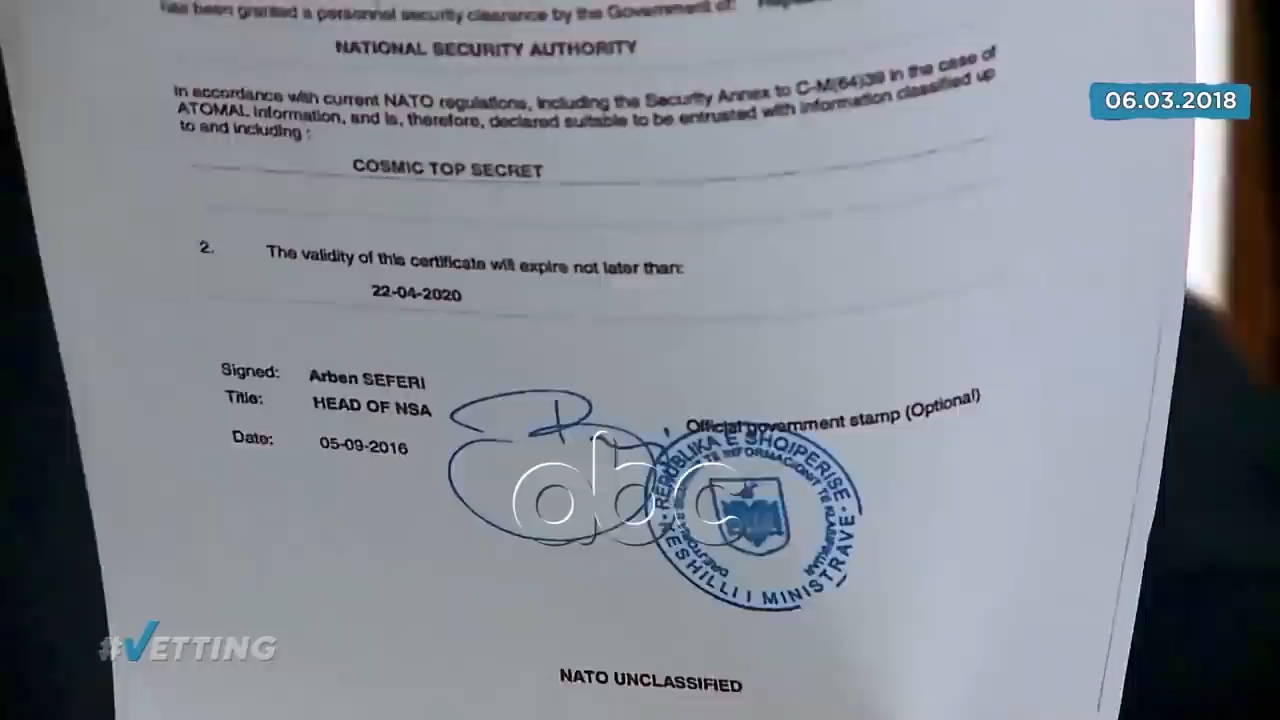 has been granted a personnel security clearance by the Government of:
NATIONAL SECURITY AUTHORITY
In accordance with current NATO regulations, including the Security Annex to C-M(64)39 in the case of
ATOMAL information, and is, therefore, declared suitable to be entrusted with information classified up
to and including :
COSMIC TOP SECRET
2. The validity of this certificate will expire not later than:
22-04-2020
Signed: Arben SEFERI
Title: HEAD OF NSA
Date: 05-09-2016
Official government stamp (Optional)
REPUBLIKA E SHQIPERISE
TE INFORMACIONIT TE KLASIFIKUAR
KESHILLI I MINISTRAVE
NATO UNCLASSIFIED
06.03.2018
abc
#VETTING